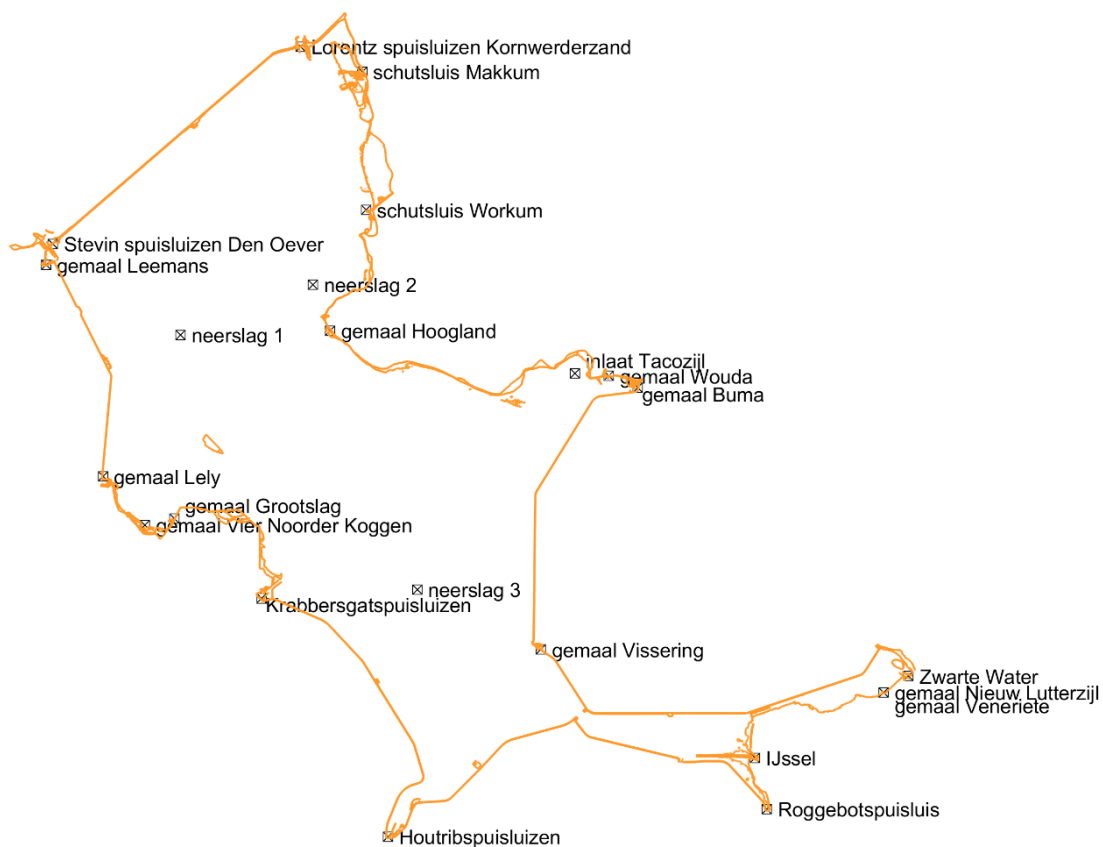 Lorentz spuisluizen Kornwerderzand
schutsluis Makkum
schutsluis Workum
Stevin spuisluizen Den Oever
gemaal Leemans
neerslag 2
neerslag 1
gemaal Hoogland
inlaat Tacozijl
gemaal Wouda
gemaal Buma
gemaal Lely
gemaal Grootslag
gemaal Vier Noorder Koggen
neerslag 3
Krabbersgatspuisluizen
gemaal Vissering
Zwarte Water
gemaal Nieuw Lutterzijl
gemaal Veneriete
IJssel
Roggebotspuisluis
Houtribspuisluizen